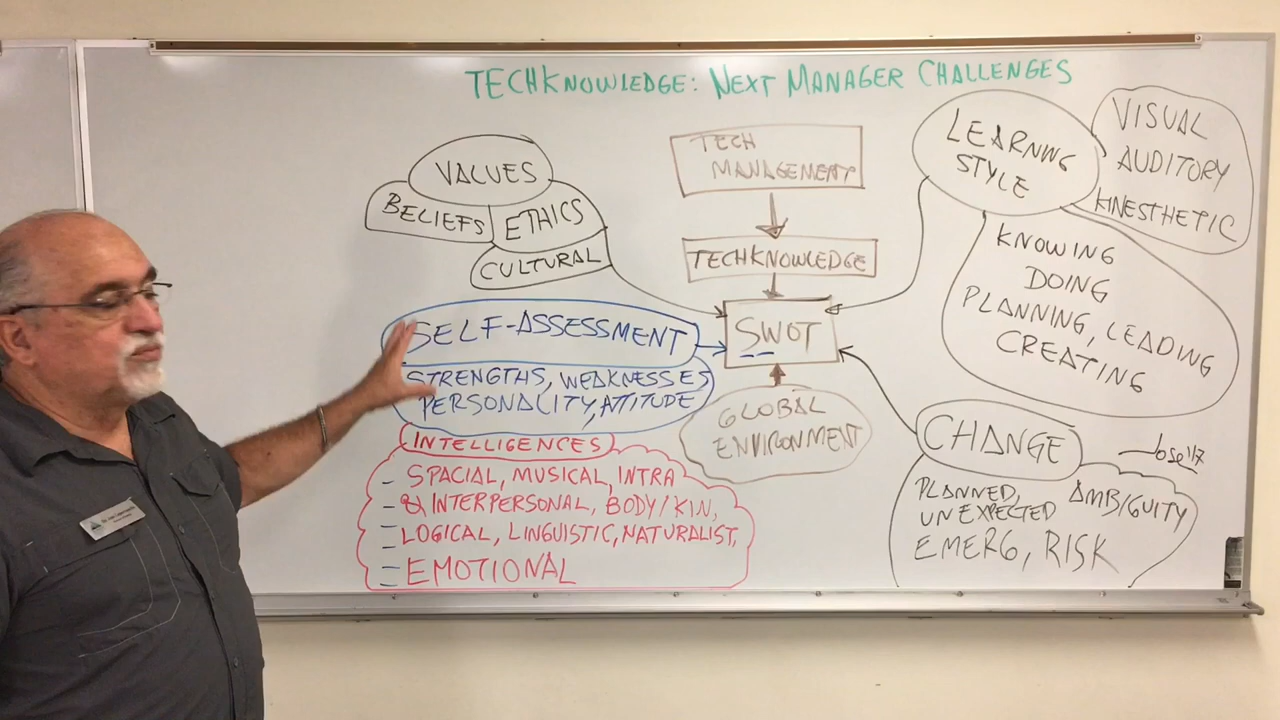 TECHKNOWLEDGE: NEXT MANAGER CHALLENGES
VALUES
BELIEFS
ETHICS
CULTURAL
TECH
MANAGEMENT
TECHKNOWLEDGE
SWOT
GLOBAL
ENVIRONMENT
SELF-ASSESSMENT
STRENGTHS, WEAKNESSES
PERSONALITY, ATTITUDE
INTELLIGENCES
- SPACIAL, MUSICAL, INTRA
- & INTERPERSONAL, BODY/KIN,
- LOGICAL, LINGUISTIC, NATURALIST,
- EMOTIONAL
LEARNING
STYLE
VISUAL
AUDITORY
KINESTHETIC
KNOWING
DOING
PLANNING, LEADING
CREATING
CHANGE
PLANNED,
UNEXPECTED
EMERG, RISK
AMBIGUITY